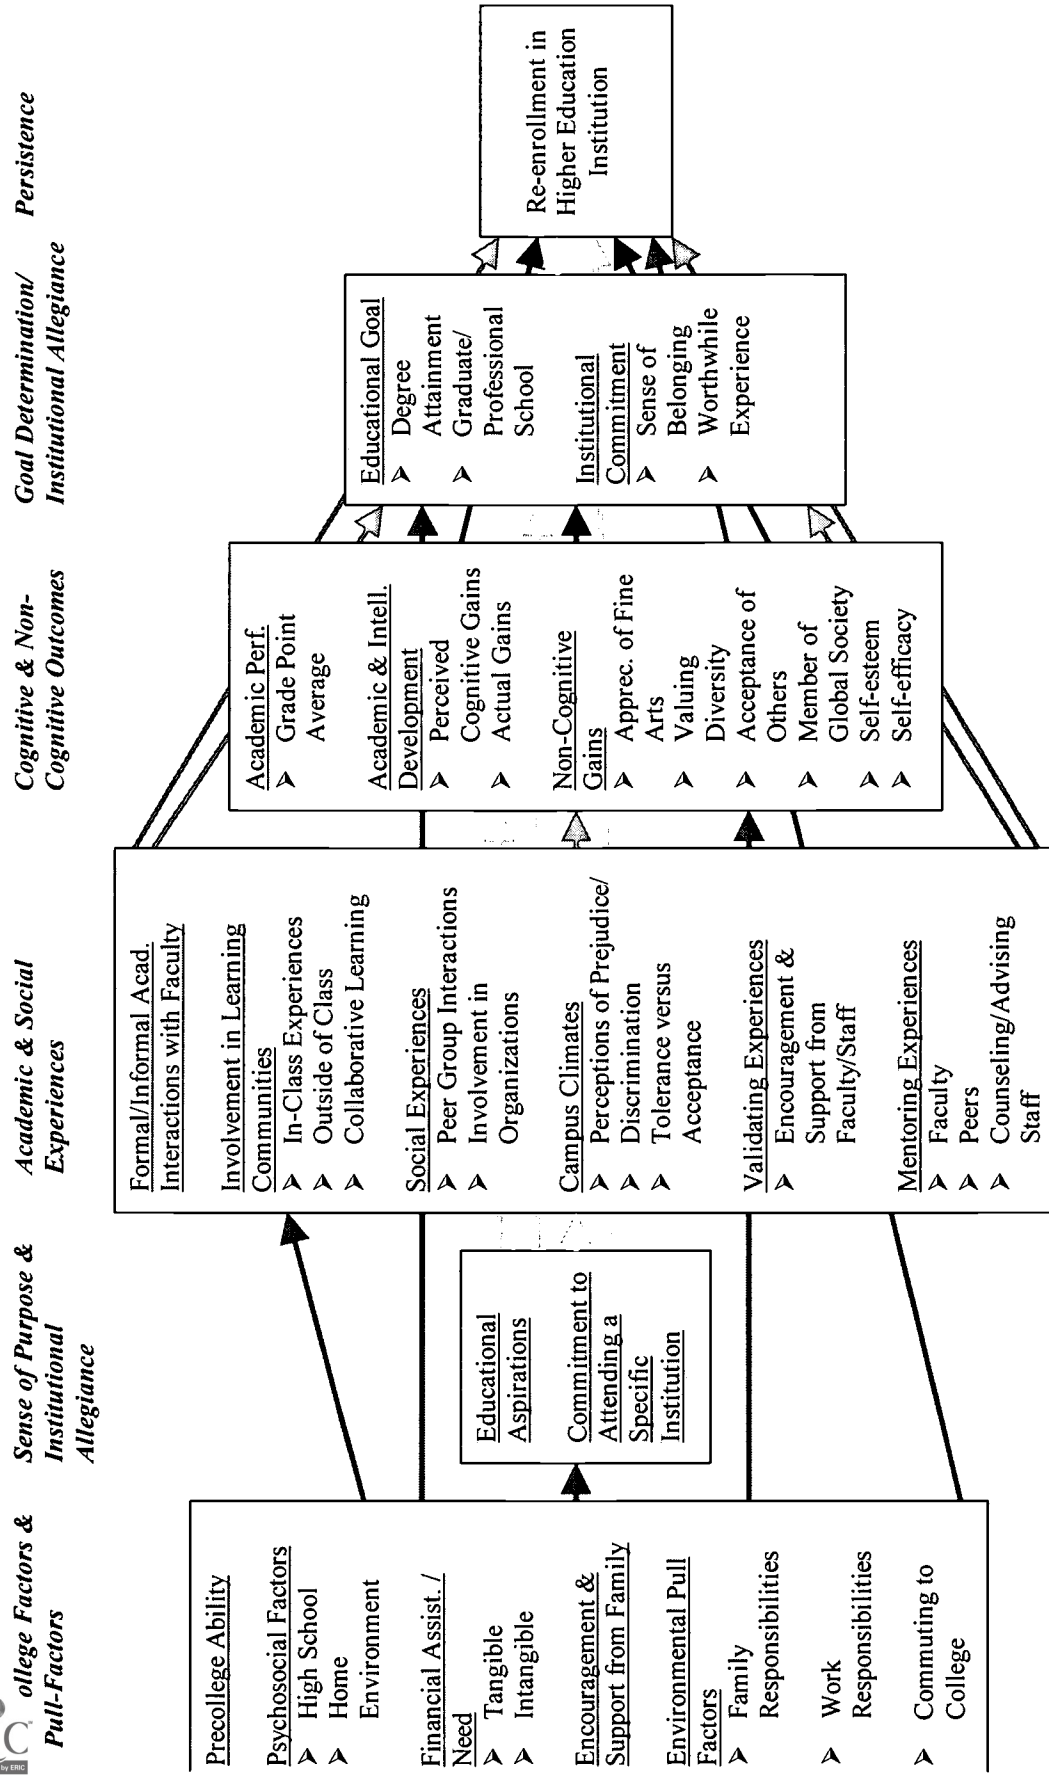 ollege Factors &
Pull-Factors
Sense of Purpose &
Institutional
Allegiance
Academic & Social
Experiences
Cognitive & Non-
Cognitive Outcomes
Goal Determination/
Institutional Allegiance
Persistence
Precollege Ability
Psychosocial Factors
➤ High School
➤ Home
Environment
Financial Assist. /
Need
➤ Tangible
➤ Intangible
Encouragement &
Support from Family
Environmental Pull
Factors
➤ Family
Responsibilities
➤ Work
Responsibilities
➤ Commuting to
College
Educational
Aspirations
Commitment to
Attending a
Specific
Institution
Formal/Informal Acad.
Interactions with Faculty
Involvement in Learning
Communities
➤ In-Class Experiences
➤ Outside of Class
➤ Collaborative Learning
Social Experiences
➤ Peer Group Interactions
➤ Involvement in
Organizations
Campus Climates
➤ Perceptions of Prejudice/
➤ Discrimination
➤ Tolerance versus
Acceptance
Validating Experiences
➤ Encouragement &
Support from
Faculty/Staff
Mentoring Experiences
➤ Faculty
➤ Peers
➤ Counseling/Advising
Staff
Academic Perf.
➤ Grade Point
Average
Academic & Intell.
Development
➤ Perceived
Cognitive Gains
➤ Actual Gains
Non-Cognitive
Gains
➤ Apprec. of Fine
Arts
➤ Valuing
Diversity
➤ Acceptance of
Others
➤ Member of
Global Society
➤ Self-esteem
➤ Self-efficacy
Educational Goal
➤ Degree
Attainment
➤ Graduate/
Professional
School
Institutional
Commitment
➤ Sense of
Belonging
➤ Worthwhile
Experience
Re-enrollment in
Higher Education
Institution
by ERIC